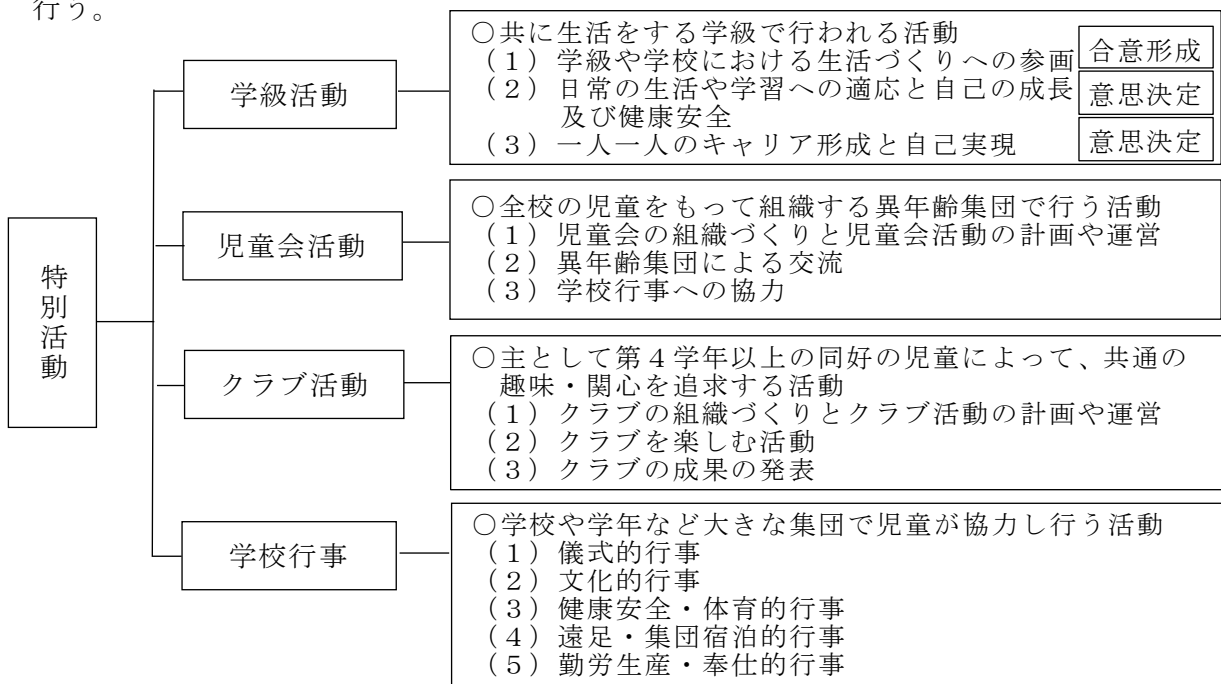 行う。
特別活動
学級活動
○共に生活をする学級で行われる活動
(1)学級や学校における生活づくりへの参画 合意形成
(2)日常の生活や学習への適応と自己の成長 意思決定
及び健康安全
(3)一人一人のキャリア形成と自己実現 意思決定
児童会活動
○全校の児童をもって組織する異年齢集団で行う活動
(1)児童会の組織づくりと児童会活動の計画や運営
(2)異年齢集団による交流
(3)学校行事への協力
クラブ活動
○主として第4学年以上の同好の児童によって、共通の
趣味・関心を追求する活動
(1)クラブの組織づくりとクラブ活動の計画や運営
(2)クラブを楽しむ活動
(3)クラブの成果の発表
学校行事
○学校や学年など大きな集団で児童が協力し行う活動
(1)儀式的行事
(2)文化的行事
(3)健康安全・体育的行事
(4)遠足・集団宿泊的行事
(5)勤労生産・奉仕的行事